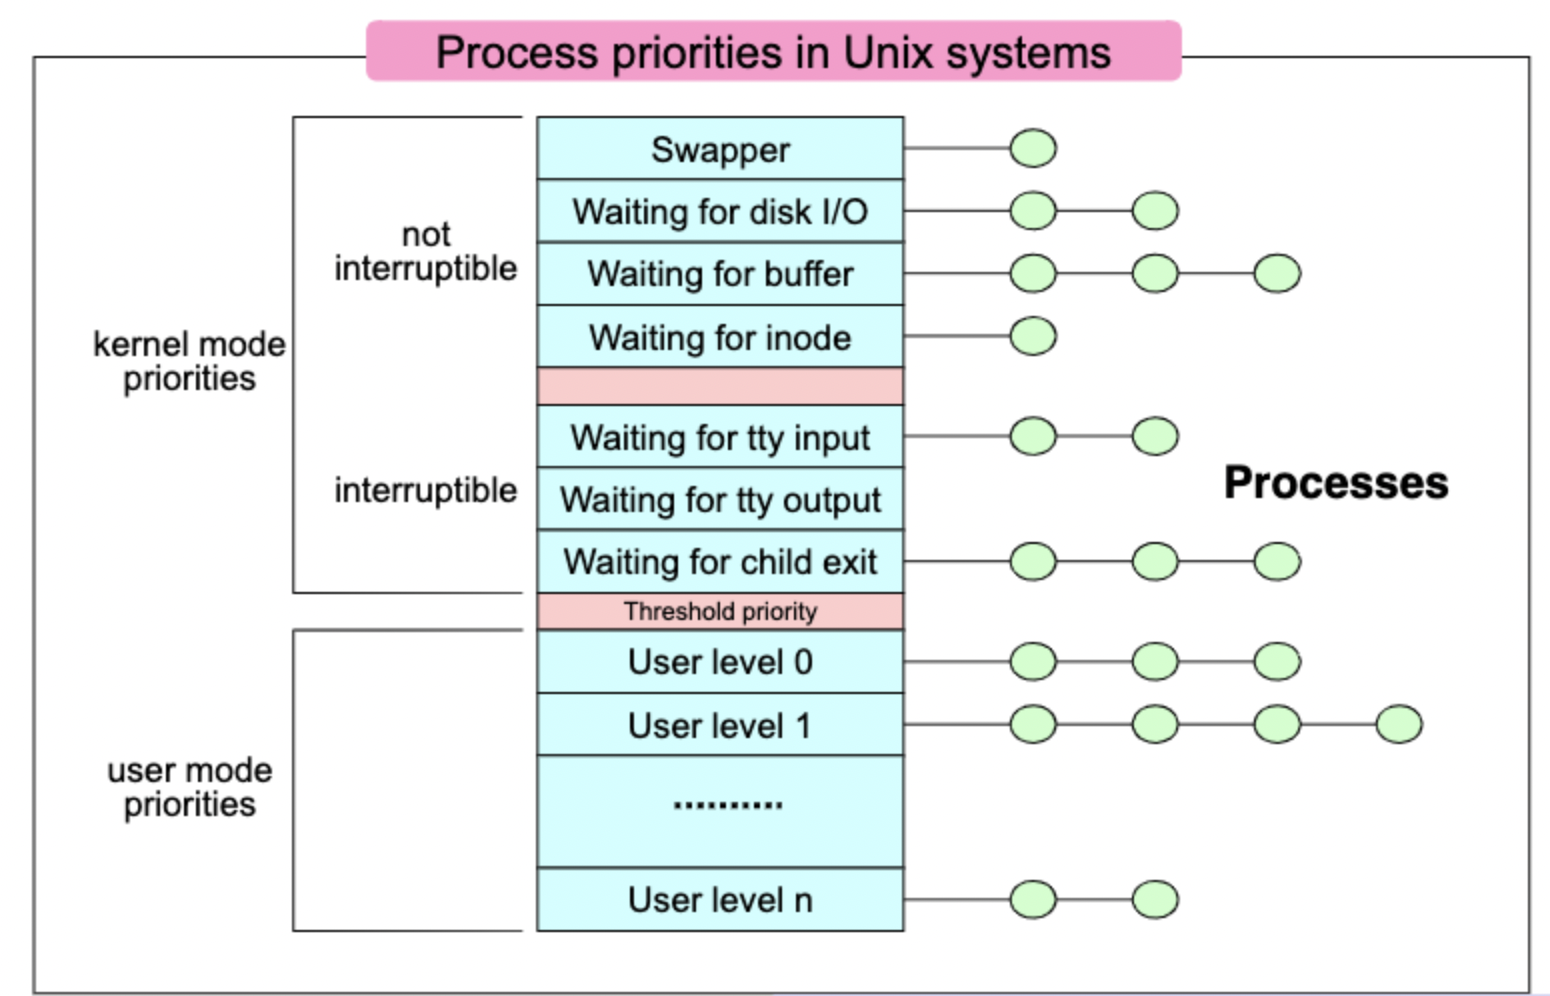 Process priorities in Unix systems
Swapper
Waiting for disk I/O
not
interruptible
Waiting for buffer
Waiting for inode
kernel mode
priorities
Waiting for tty input
interruptible
Waiting for tty output
Processes
Waiting for child exit
Threshold priority
User level 0
User level 1
user mode
priorities
..........
User level n